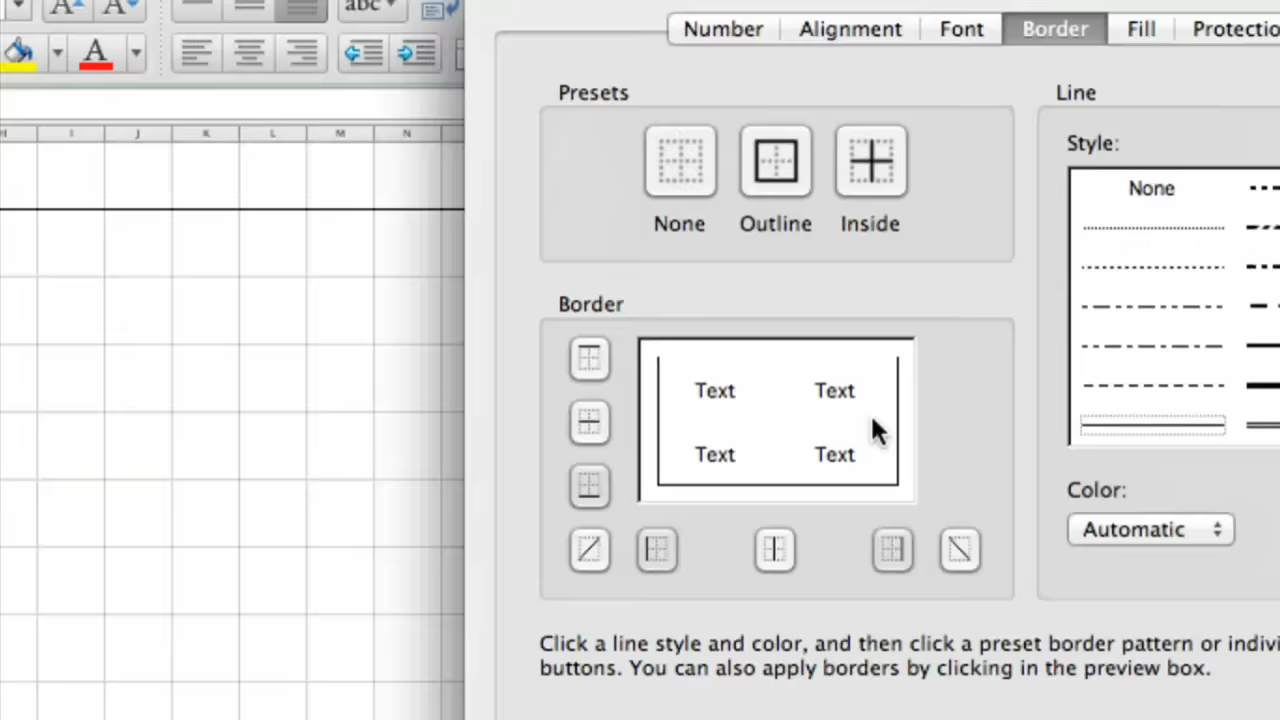 abc
A
Number Alignment Font Border Fill Protectio
Presets
Line
H I J K L M N
Style:
None
None Outline Inside
Border
Text Text
Text Text
Color:
Automatic
Click a line style and color, and then click a preset border pattern or indivi
buttons. You can also apply borders by clicking in the preview box.